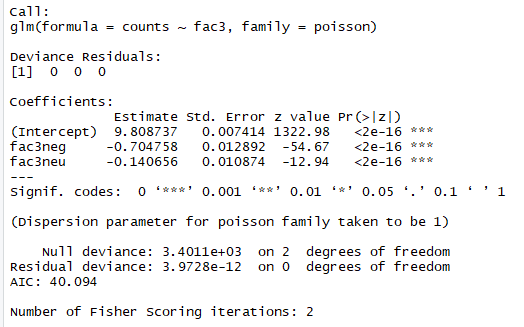 Call:
glm(formula = counts ~ fac3, family = poisson)
Deviance Residuals:
[1]  0  0  0
Coefficients:
             Estimate Std. Error z value Pr(>|z|)
(Intercept)  9.808737   0.007414 1322.98   <2e-16 ***
fac3neg     -0.704758   0.012892  -54.67   <2e-16 ***
fac3neu     -0.140656   0.010874  -12.94   <2e-16 ***
---
Signif. codes:  0 ‘***’ 0.001 ‘**’ 0.01 ‘*’ 0.05 ‘.’ 0.1 ‘ ’ 1
(Dispersion parameter for poisson family taken to be 1)
    Null deviance: 3.4011e+03  on 2  degrees of freedom
Residual deviance: 3.9728e-12  on 0  degrees of freedom
AIC: 40.094
Number of Fisher Scoring iterations: 2